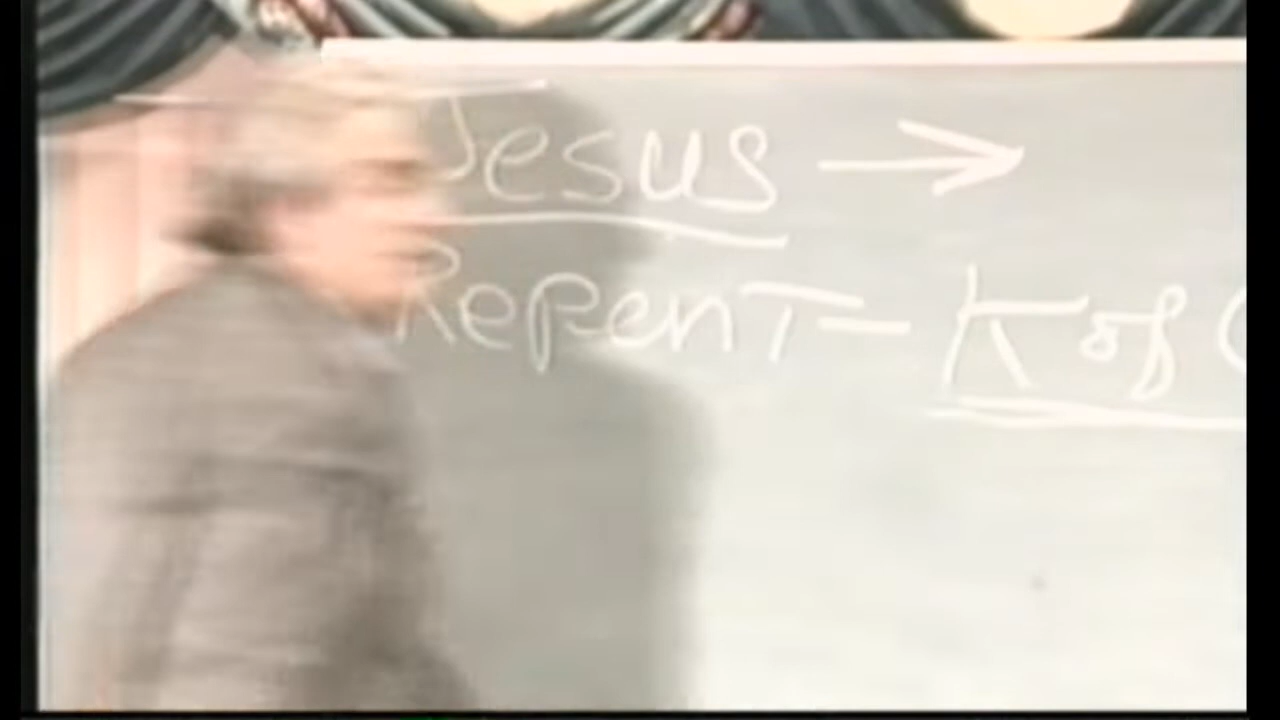 Jesus →
Repent - K of